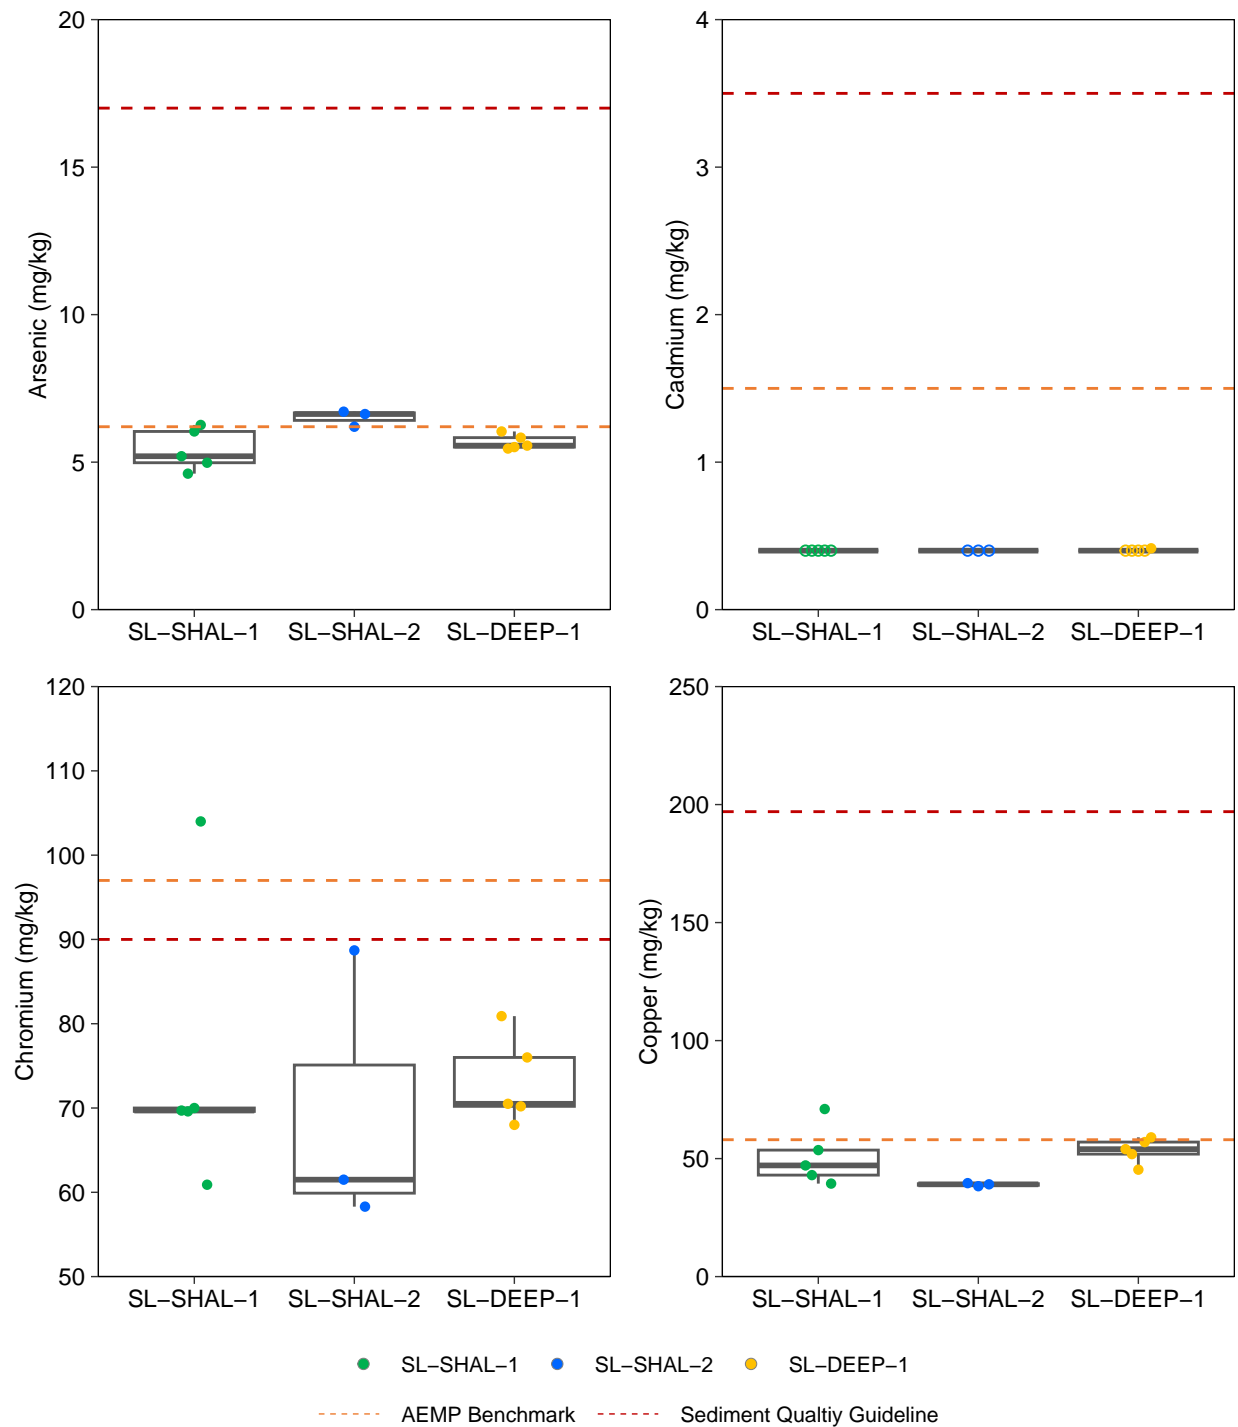 20
15
10
5
0
Arsenic (mg/kg)
SL−SHAL−1 SL−SHAL−2 SL−DEEP−1
4
3
2
1
0
Cadmium (mg/kg)
SL−SHAL−1 SL−SHAL−2 SL−DEEP−1
120
110
100
90
80
70
60
50
Chromium (mg/kg)
SL−SHAL−1 SL−SHAL−2 SL−DEEP−1
250
200
150
100
50
0
Copper (mg/kg)
SL−SHAL−1 SL−SHAL−2 SL−DEEP−1
SL−SHAL−1 SL−SHAL−2 SL−DEEP−1
AEMP Benchmark Sediment Qualtiy Guideline